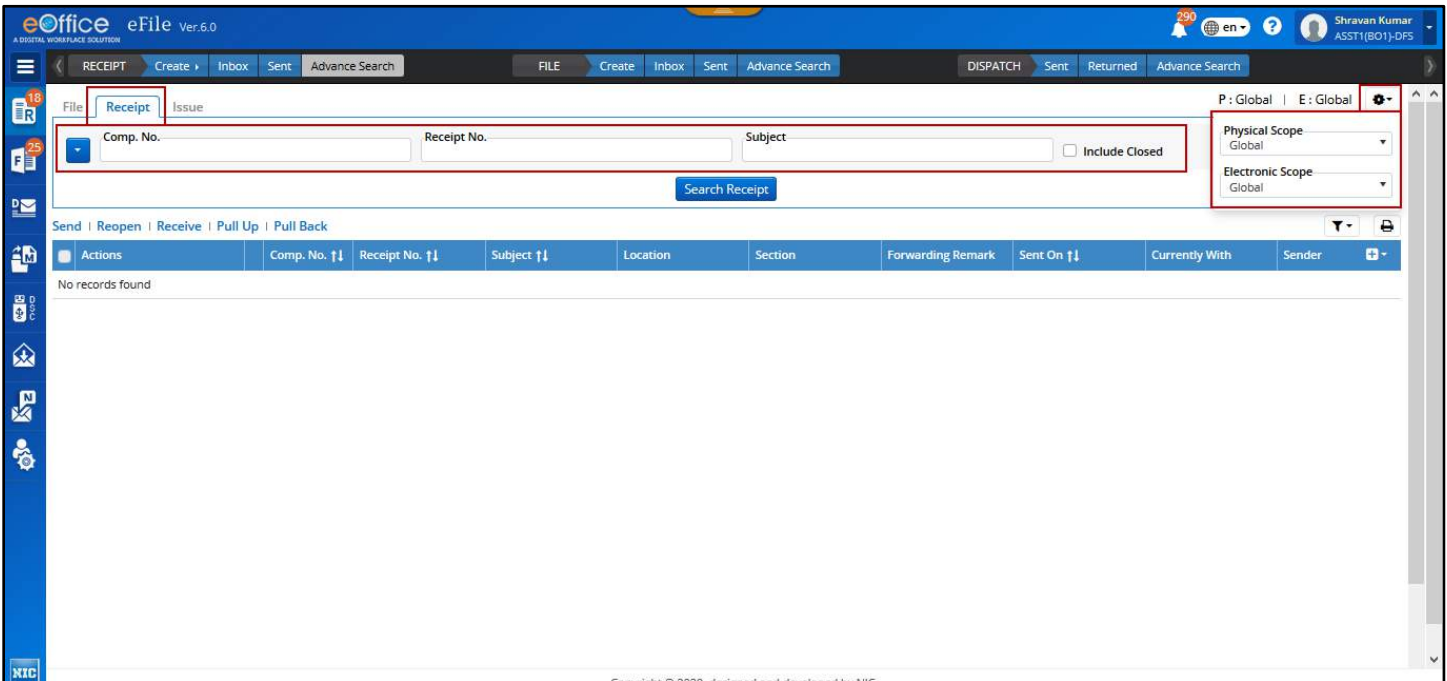 eOffice eFile Ver.6.0
A DIGITAL WORKPLACE SOLUTION
290 en ? Shravan Kumar
ASST1(BO1)-DFS
RECEIPT Create Inbox Sent Advance Search FILE Create Inbox Sent Advance Search DISPATCH Sent Returned Advance Search
18 R
25 F
D
M
DSC
N
NIC
File Receipt Issue P : Global | E : Global
Comp. No. Receipt No. Subject Include Closed
Physical Scope
Global
Electronic Scope
Global
Search Receipt
Send | Reopen | Receive | Pull Up | Pull Back
Actions Comp. No. Receipt No. Subject Location Section Forwarding Remark Sent On Currently With Sender
No records found